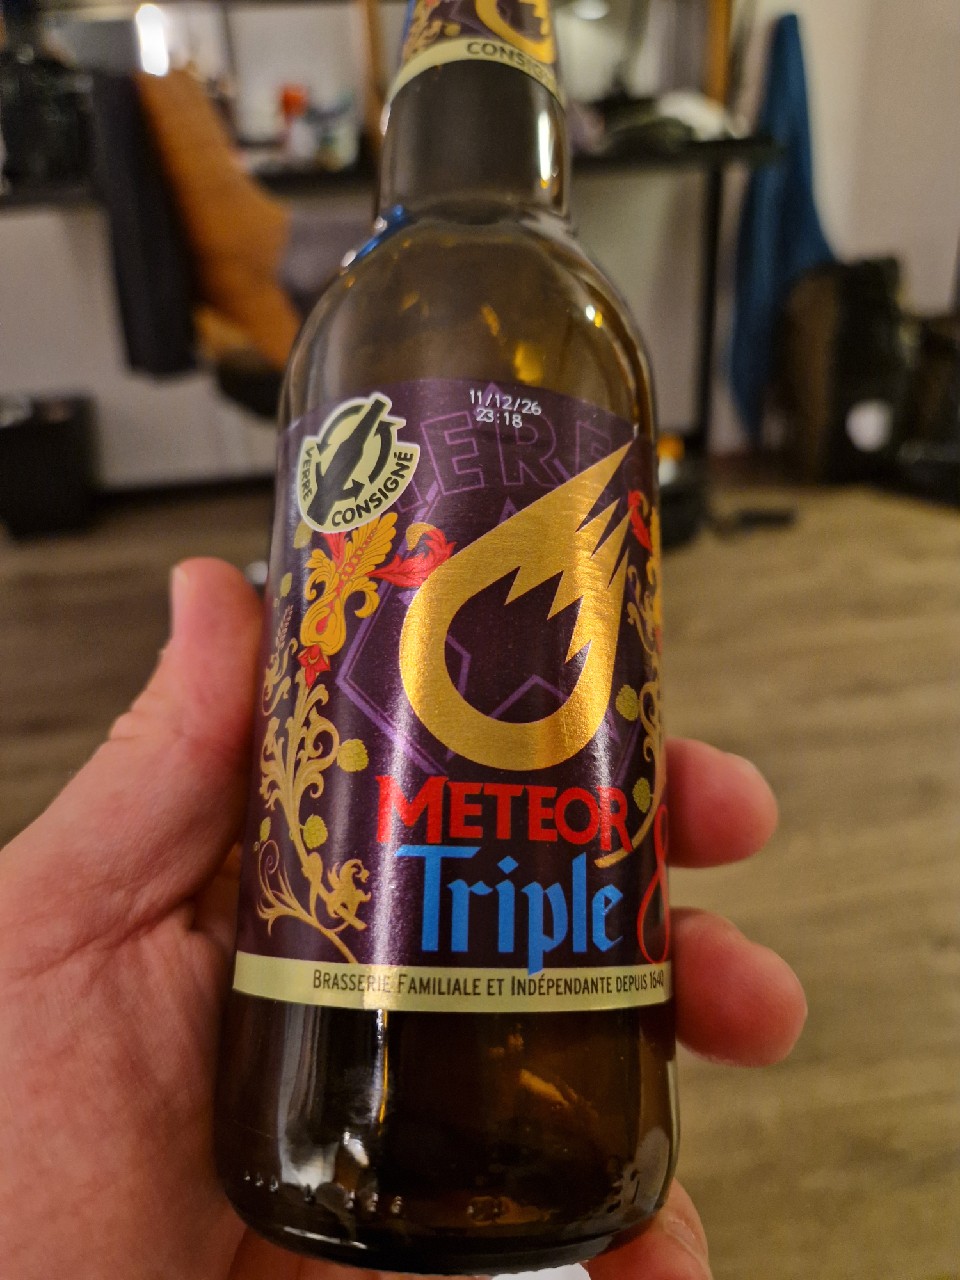 11/12/26
23:18
VERRE
CONSIGNÉ
METEOR
Triple
BRASSERIE FAMILIALE ET INDÉPENDANTE DEPUIS 1640